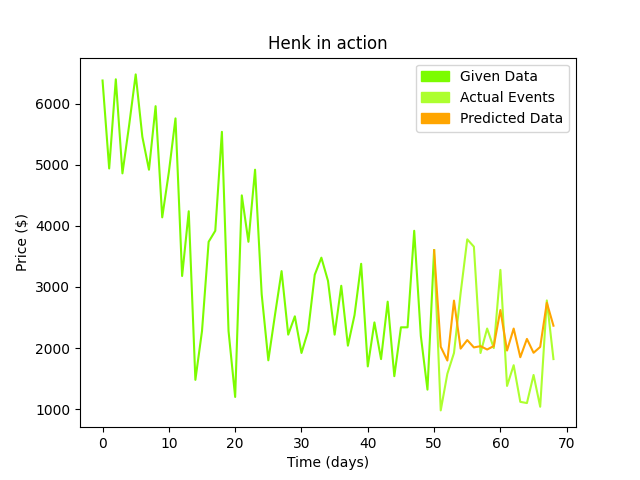 Henk in action
Given Data
Actual Events
Predicted Data
Price ($)
6000
5000
4000
3000
2000
1000
0 10 20 30 40 50 60 70
Time (days)